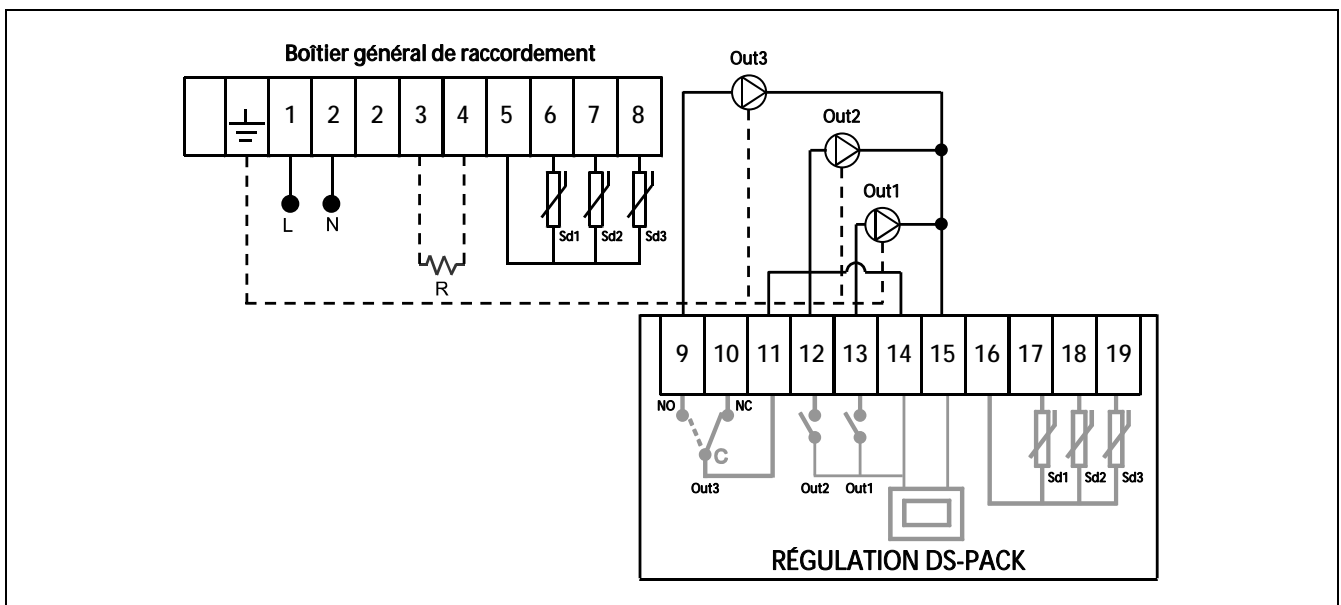 Boîtier général de raccordement
Out3
1 2 2 3 4 5 6 7 8
Out2
Out1
L N
Sd1 Sd2 Sd3
R
9 10 11 12 13 14 15 16 17 18 19
NO NC
C
Out3 Out2 Out1
Sd1 Sd2 Sd3
RÉGULATION DS-PACK